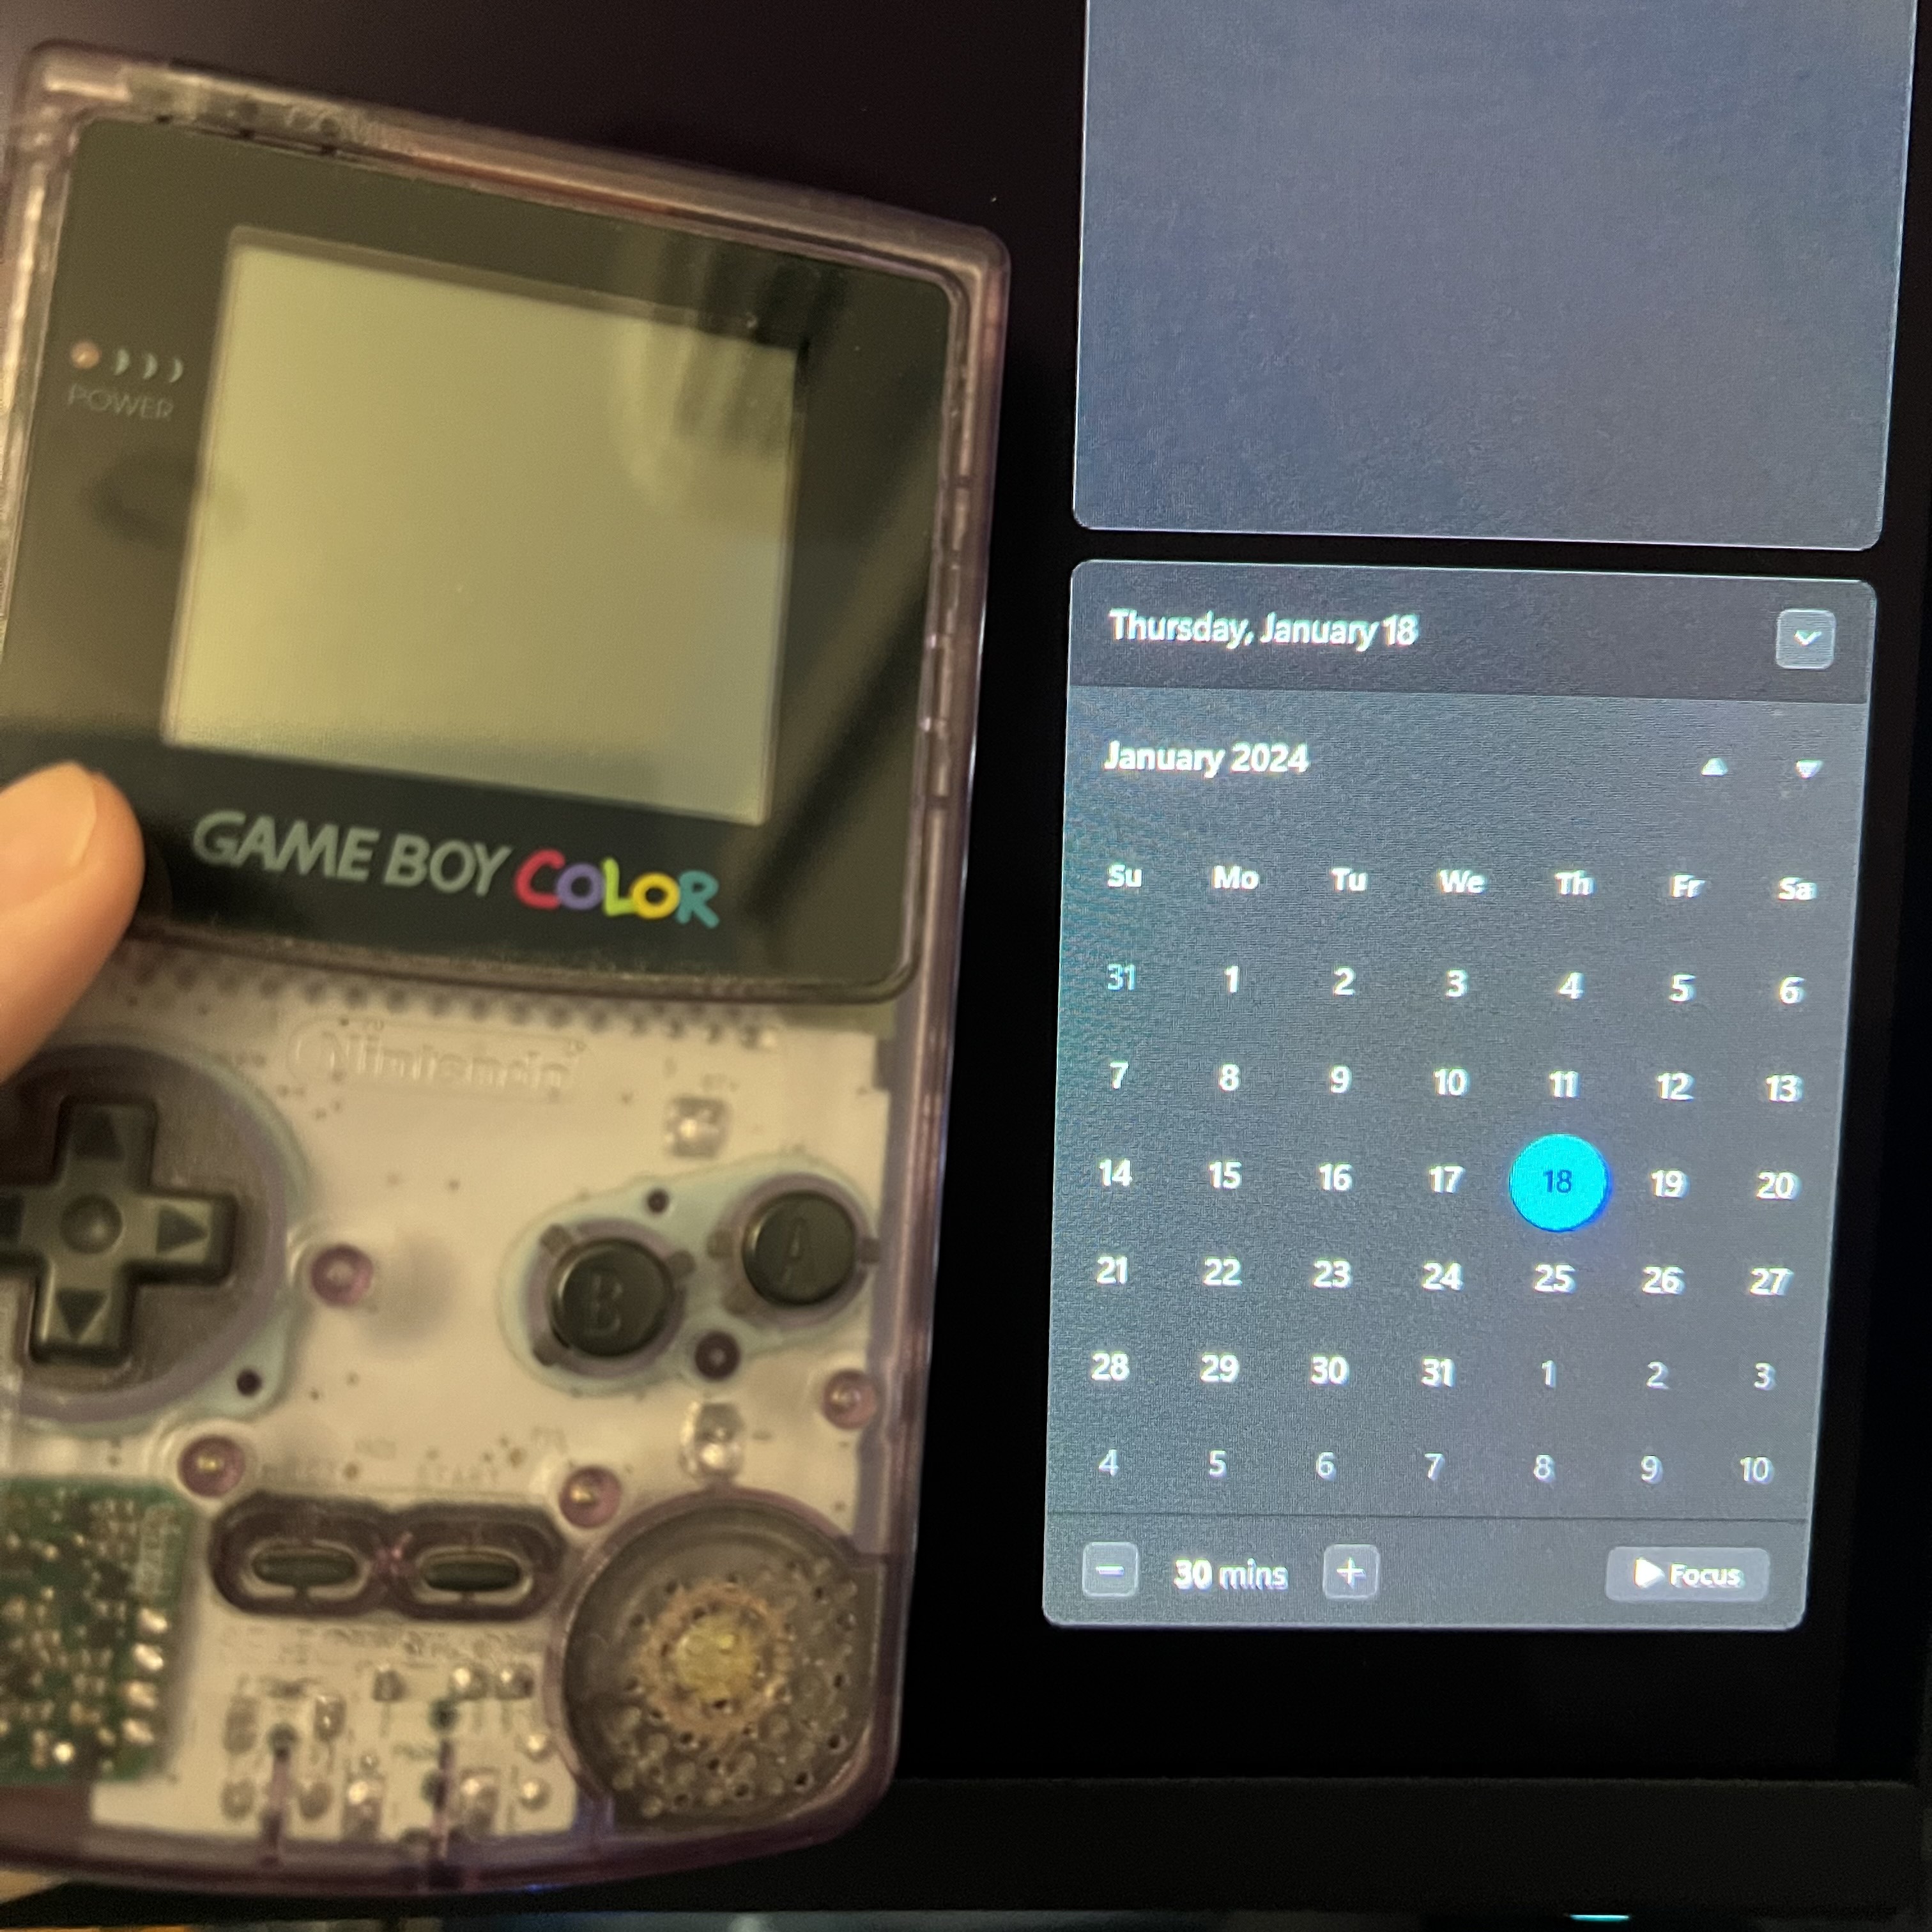 POWER
GAME BOY COLOR
Nintendo
B
A
SELECT START
Thursday, January 18
January 2024
Su Mo Tu We Th Fr Sa
31 1 2 3 4 5 6
7 8 9 10 11 12 13
14 15 16 17 18 19 20
21 22 23 24 25 26 27
28 29 30 31 1 2 3
4 5 6 7 8 9 10
30 mins
Focus